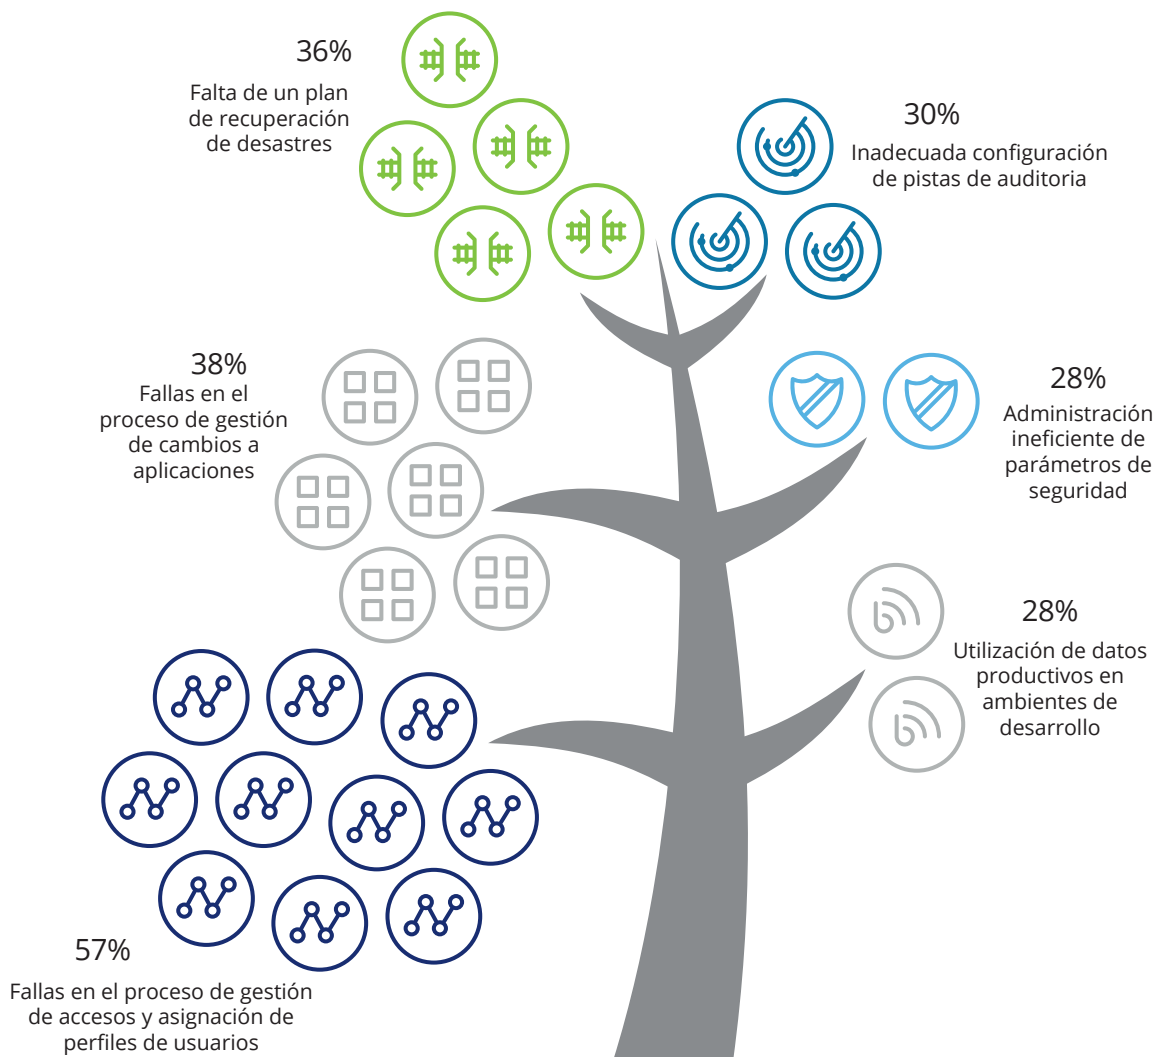 36%
Falta de un plan
de recuperación
de desastres
30%
Inadecuada configuración
de pistas de auditoria
38%
Fallas en el
proceso de gestión
de cambios a
aplicaciones
28%
Administración
ineficiente de
parámetros de
seguridad
28%
Utilización de datos
productivos en
ambientes de
desarrollo
57%
Fallas en el proceso de gestión
de accesos y asignación de
perfiles de usuarios